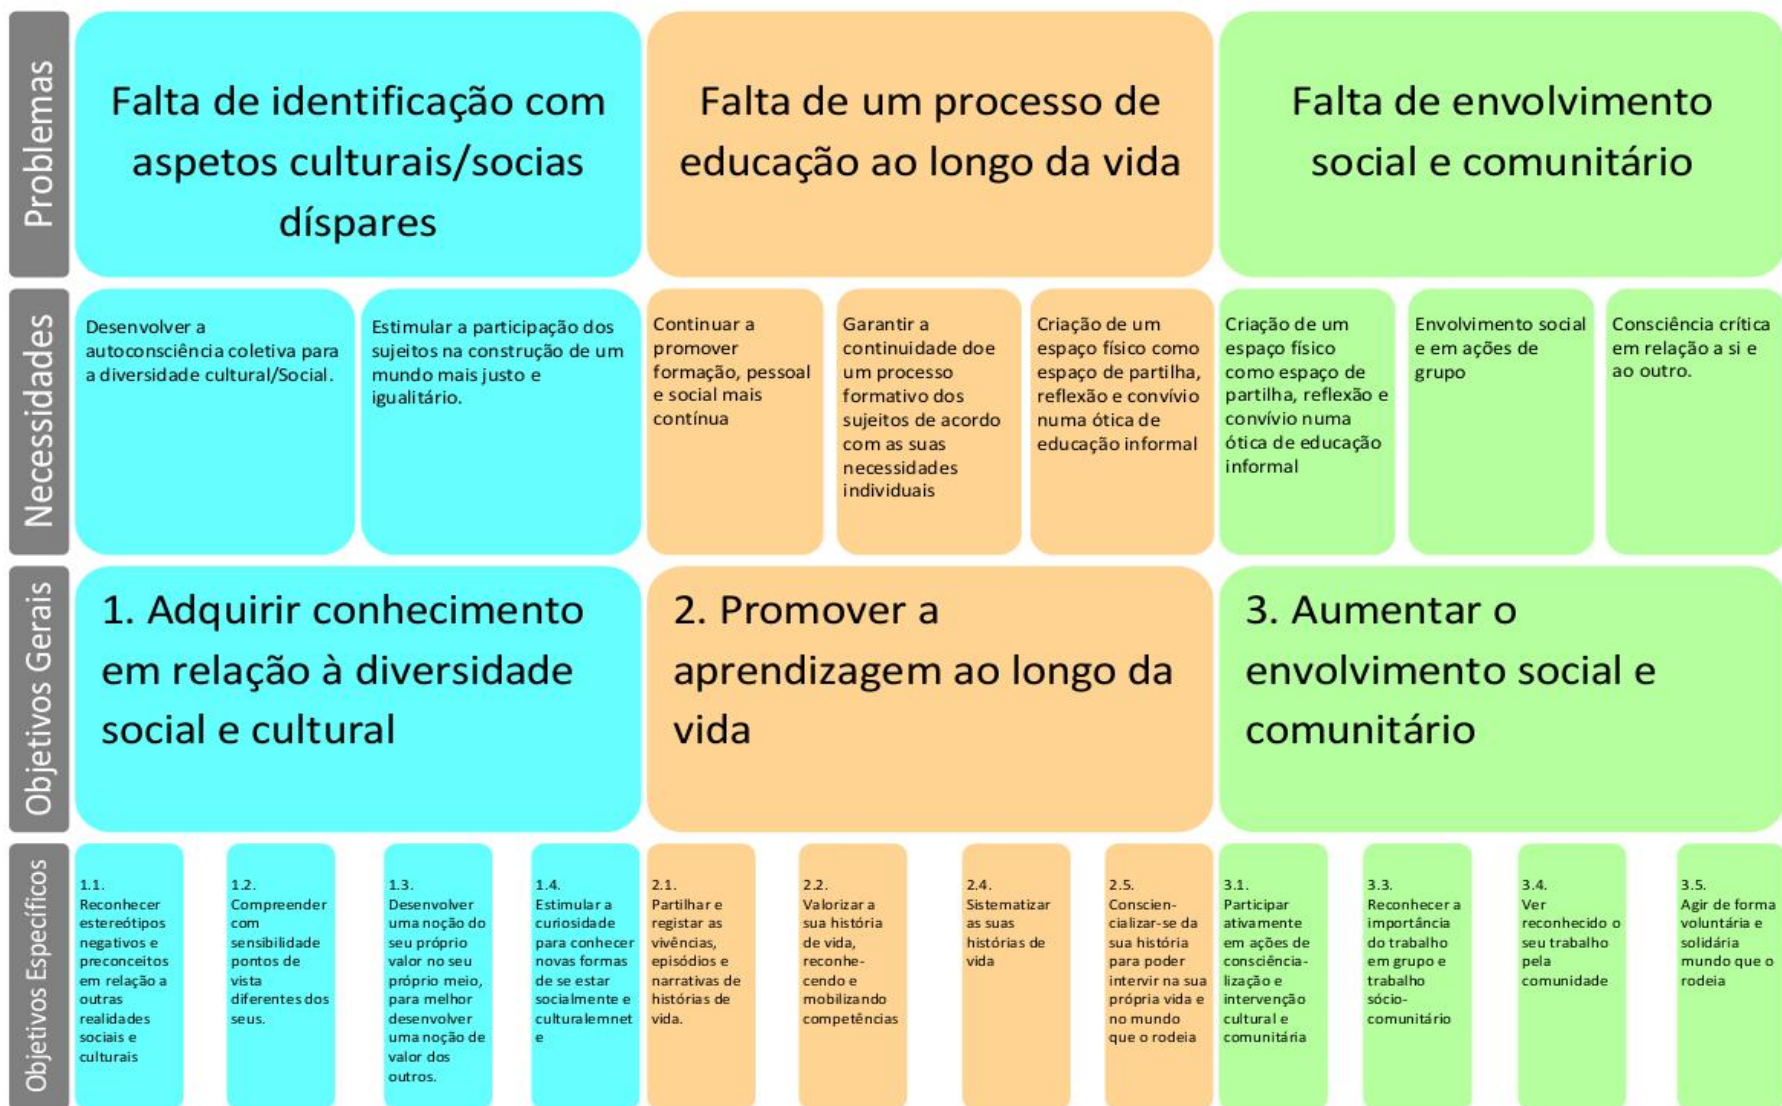 Problemas
Falta de identificação com
aspetos culturais/socias
díspares
Falta de um processo de
educação ao longo da vida
Falta de envolvimento
social e comunitário
Necessidades
Desenvolver a
autoconsciência coletiva para
a diversidade cultural/Social.
Estimular a participação dos
sujeitos na construção de um
mundo mais justo e
igualitário.
Continuar a
promover
formação, pessoal
e social mais
contínua
Garantir a
continuidade doe
um processo
formativo dos
sujeitos de acordo
com as suas
necessidades
individuais
Criação de um
espaço físico como
espaço de partilha,
reflexão e convívio
numa ótica de
educação informal
Criação de um
espaço físico
como espaço de
partilha, reflexão e
convívio numa
ótica de educação
informal
Envolvimento social
e em ações de
grupo
Consciência crítica
em relação a si e
ao outro.
Objetivos Gerais
1. Adquirir conhecimento
em relação à diversidade
social e cultural
2. Promover a
aprendizagem ao longo da
vida
3. Aumentar o
envolvimento social e
comunitário
Objetivos Específicos
1.1.
Reconhecer
estereótipos
negativos e
preconceitos
em relação a
outras
realidades
sociais e
culturais
1.2.
Compreender
com
sensibilidade
pontos de
vista
diferentes dos
seus.
1.3.
Desenvolver
uma noção do
seu próprio
valor no seu
próprio meio,
para melhor
desenvolver
uma noção de
valor dos
outros.
1.4.
Estimular a
curiosidade
para conhecer
novas formas
de se estar
socialmente e
culturalemnet
e
2.1.
Partilhar e
registar as
vivências,
episódios e
narrativas de
histórias de
vida.
2.2.
Valorizar a
sua história
de vida,
reconhe-
cendo e
mobilizando
competências
2.4.
Sistematizar
as suas
histórias de
vida
2.5.
Conscien-
cializar-se da
sua história
para poder
intervir na sua
própria vida e
no mundo
que o rodeia
3.1.
Participar
ativamente
em ações de
consciência-
lização e
intervenção
cultural e
comunitária
3.3.
Reconhecer a
importância
do trabalho
em grupo e
trabalho
sócio-
comunitário
3.4.
Ver
reconhecido o
seu trabalho
pela
comunidade
3.5.
Agir de forma
voluntária e
solidária
mundo que o
rodeia